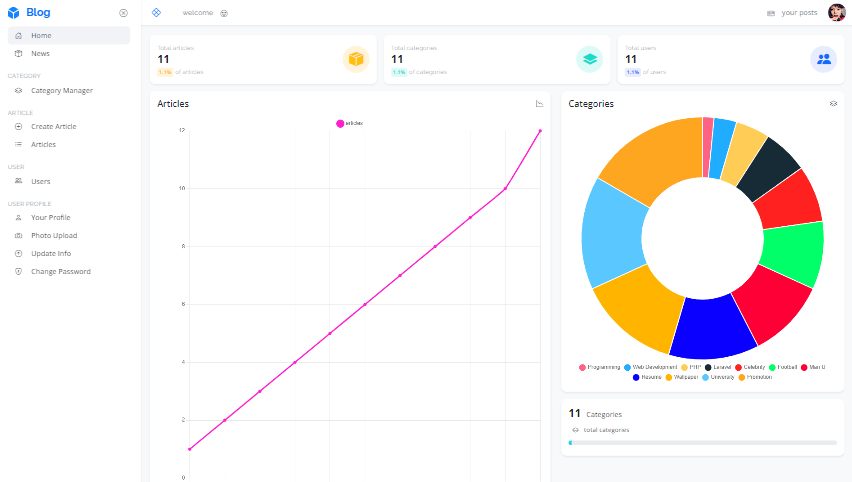 Blog
Home
News
CATEGORY
Category Manager
ARTICLE
Create Article
Articles
USER
Users
USER PROFILE
Your Profile
Photo Upload
Update Info
Change Password
welcome
your posts
Total articles
11
1.1% of articles
Total categories
11
1.1% of categories
Total users
11
1.1% of users
Articles
articles
12
10
8
6
4
2
0
Categories
Programming Web Development PHP Laravel Celebrity Football Man U
Resume Wallpaper University Promotion
11 Categories
total categories